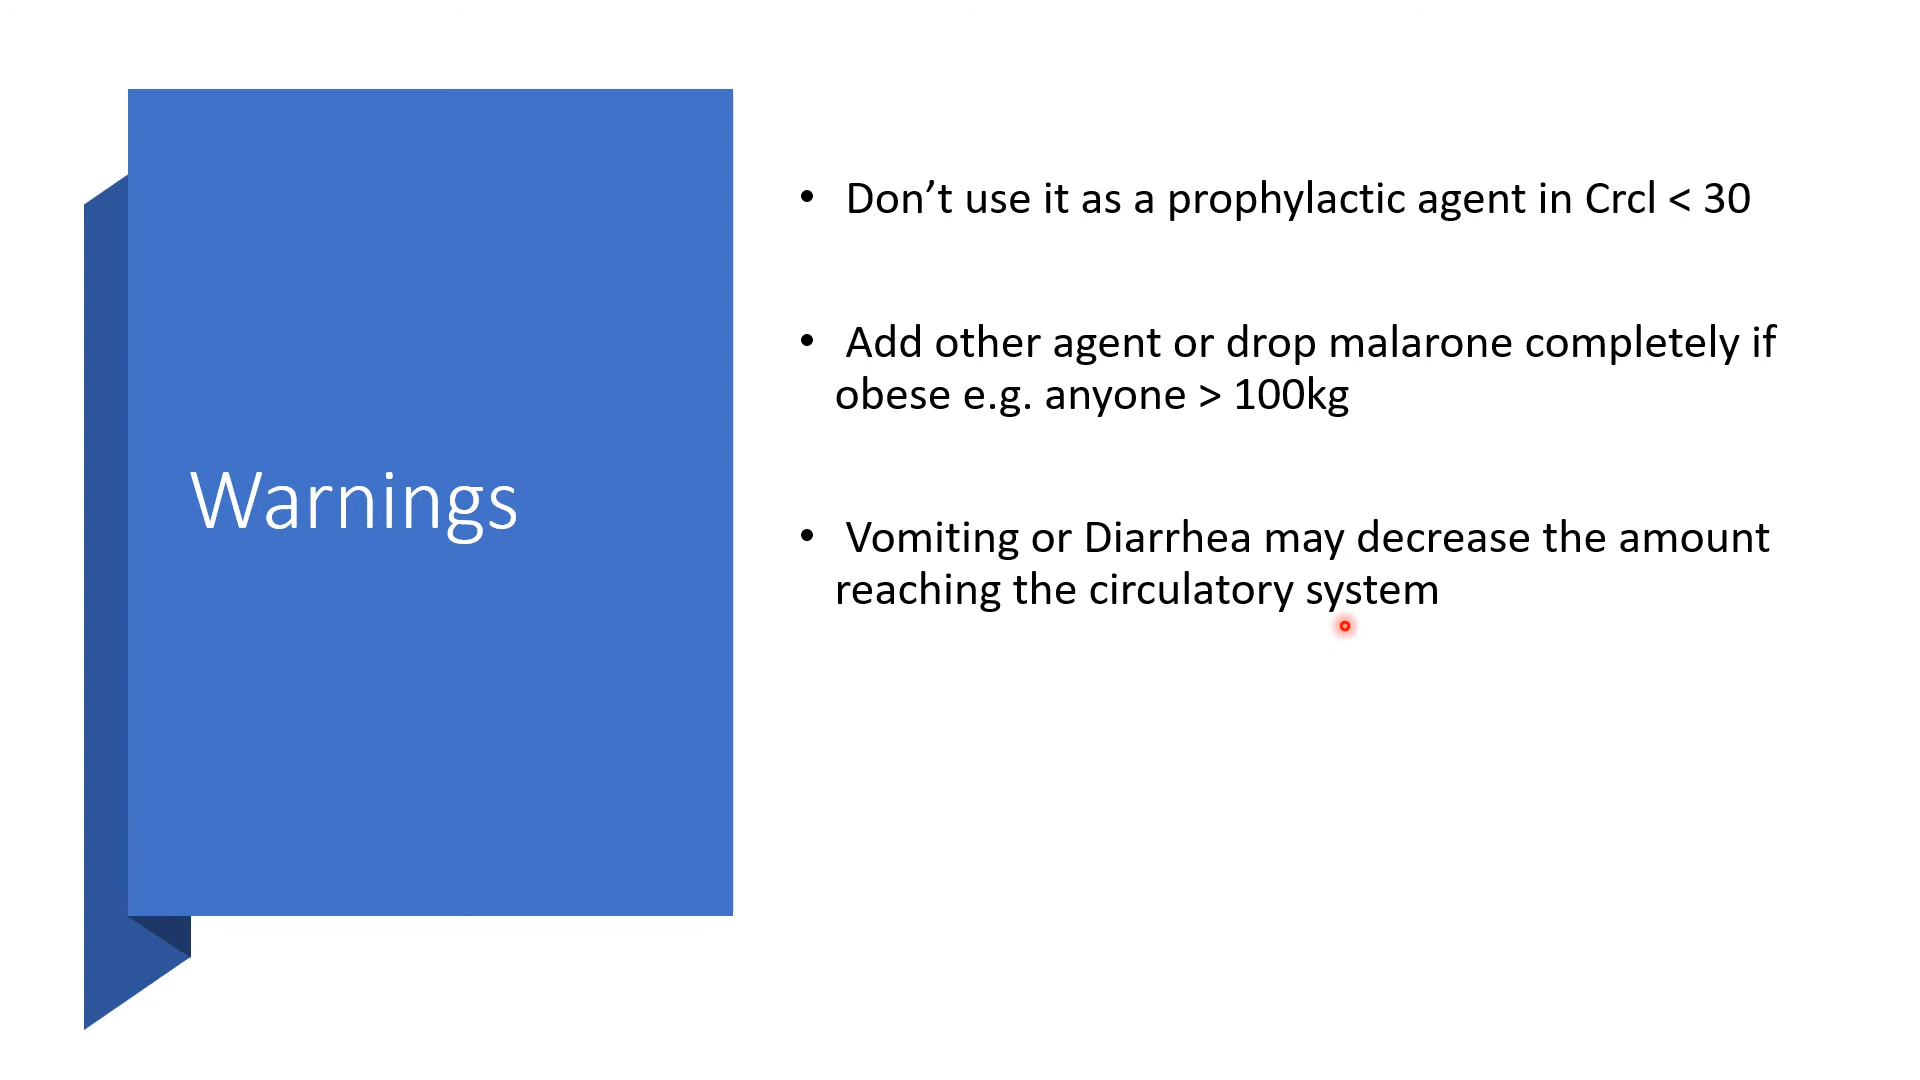 Warnings
• Don’t use it as a prophylactic agent in Crcl < 30
• Add other agent or drop malarone completely if
obese e.g. anyone > 100kg
• Vomiting or Diarrhea may decrease the amount
reaching the circulatory system